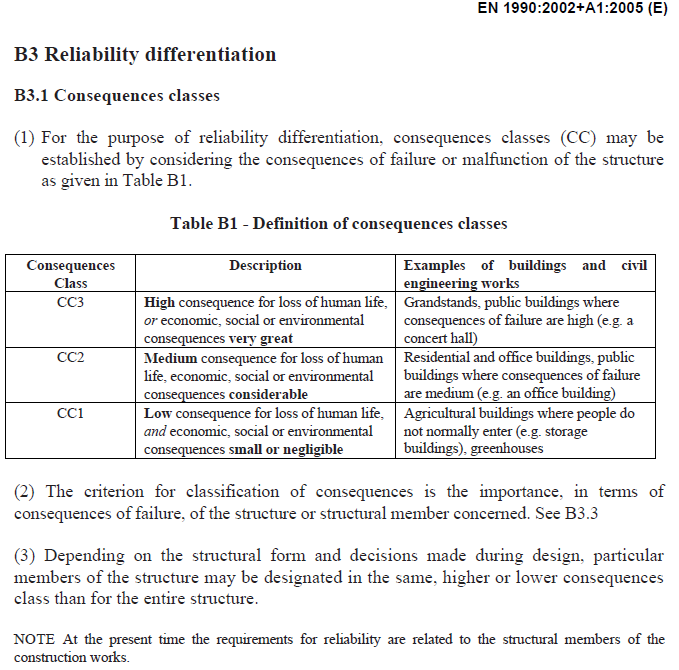 EN 1990:2002+A1:2005 (E)
B3 Reliability differentiation
B3.1 Consequences classes
(1) For the purpose of reliability differentiation, consequences classes (CC) may be
established by considering the consequences of failure or malfunction of the structure
as given in Table B1.
Table B1 - Definition of consequences classes
Consequences
Class
Description
Examples of buildings and civil
engineering works
CC3
High consequence for loss of human life,
or economic, social or environmental
consequences very great
Grandstands, public buildings where
consequences of failure are high (e.g. a
concert hall)
CC2
Medium consequence for loss of human
life, economic, social or environmental
consequences considerable
Residential and office buildings, public
buildings where consequences of failure
are medium (e.g. an office building)
CC1
Low consequence for loss of human life,
and economic, social or environmental
consequences small or negligible
Agricultural buildings where people do
not normally enter (e.g. storage
buildings), greenhouses
(2) The criterion for classification of consequences is the importance, in terms of
consequences of failure, of the structure or structural member concerned. See B3.3
(3) Depending on the structural form and decisions made during design, particular
members of the structure may be designated in the same, higher or lower consequences
class than for the entire structure.
NOTE At the present time the requirements for reliability are related to the structural members of the
construction works.